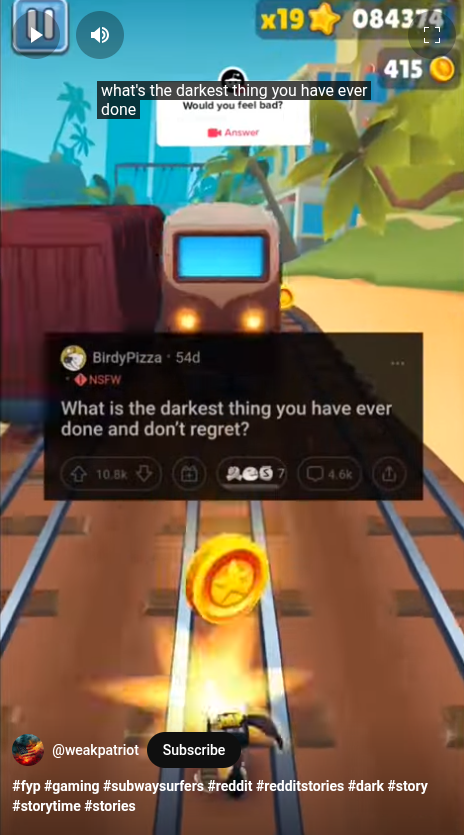 x19 084374
415
what's the darkest thing you have ever
done
Would you feel bad?
Answer
BirdyPizza · 54d
· NSFW
What is the darkest thing you have ever
done and don't regret?
10.8k 7 4.6k
@weakpatriot Subscribe
#fyp #gaming #subwaysurfers #reddit #redditstories #dark #story
#storytime #stories